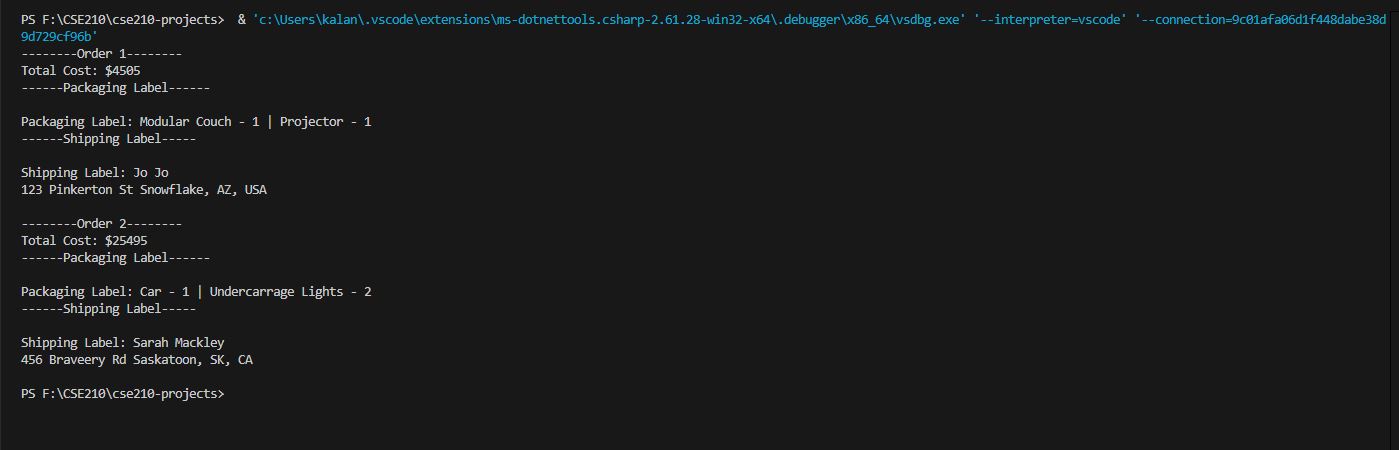 PS F:\CSE210\cse210-projects>  & 'c:\Users\kalan\.vscode\extensions\ms-dotnettools.csharp-2.61.28-win32-x64\.debugger\x86_64\vsdbg.exe' '--interpreter=vscode' '--connection=9c01afa06d1f448dabe38d
9d729cf96b'
--------Order 1--------
Total Cost: $4505
------Packaging Label------
Packaging Label: Modular Couch - 1 | Projector - 1
------Shipping Label-----
Shipping Label: Jo Jo
123 Pinkerton St Snowflake, AZ, USA
--------Order 2--------
Total Cost: $25495
------Packaging Label------
Packaging Label: Car - 1 | Undercarrage Lights - 2
------Shipping Label-----
Shipping Label: Sarah Mackley
456 Braveery Rd Saskatoon, SK, CA
PS F:\CSE210\cse210-projects>